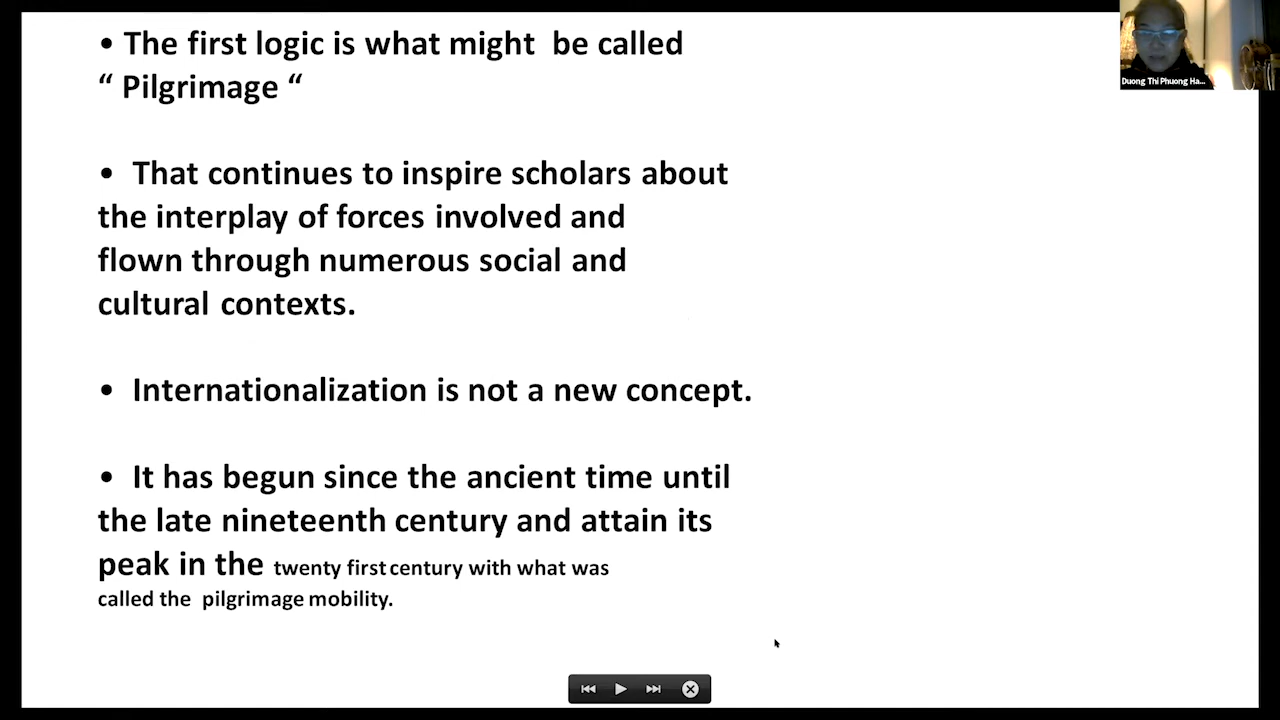 • The first logic is what might be called
“ Pilgrimage “
• That continues to inspire scholars about
the interplay of forces involved and
flown through numerous social and
cultural contexts.
• Internationalization is not a new concept.
• It has begun since the ancient time until
the late nineteenth century and attain its
peak in the twenty first century with what was
called the pilgrimage mobility.
Duong Thi Phuong Ha...